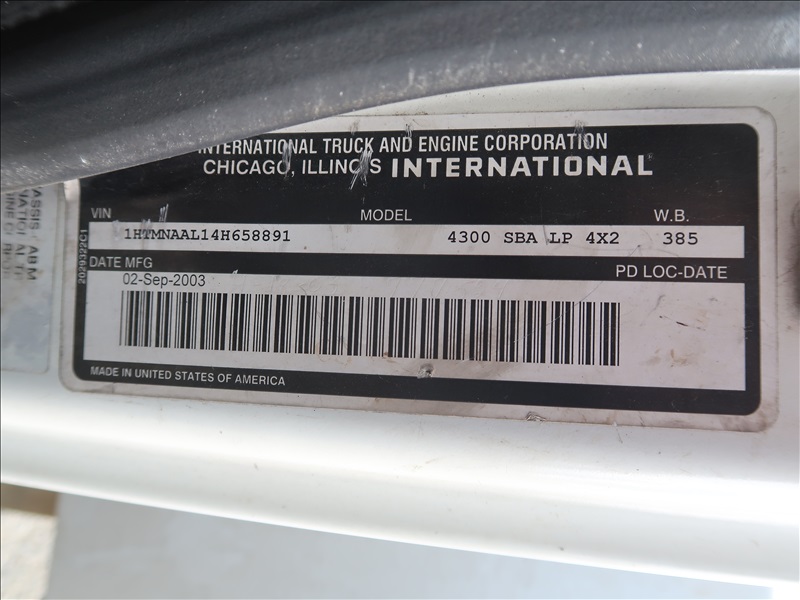 INTERNATIONAL TRUCK AND ENGINE CORPORATION
CHICAGO, ILLINOIS INTERNATIONAL
VIN MODEL W.B.
1HTMNAAL14H658891 4300 SBA LP 4X2 385
DATE MFG PD LOC-DATE
02-Sep-2003
MADE IN UNITED STATES OF AMERICA
2029322C1